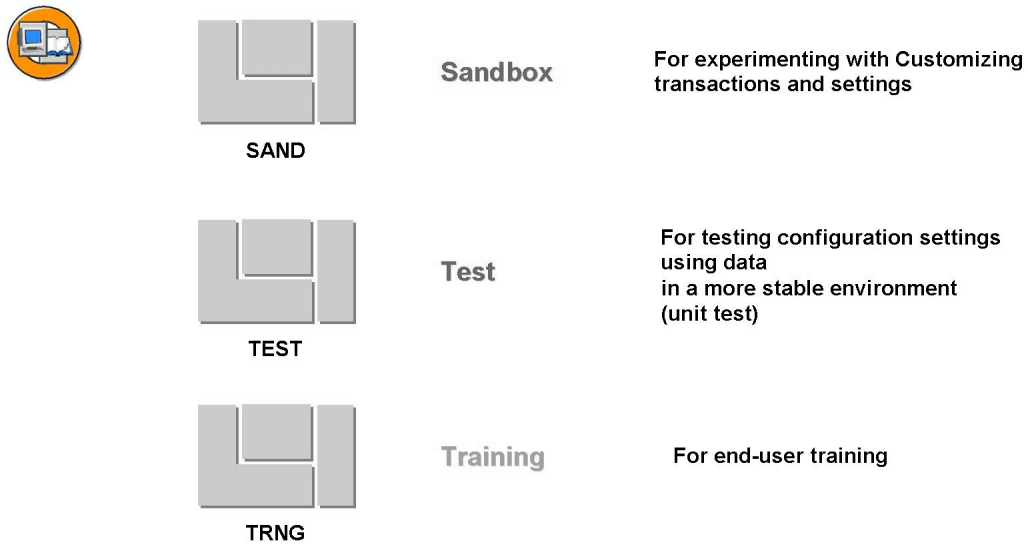 Sandbox
For experimenting with Customizing
transactions and settings
SAND
Test
For testing configuration settings
using data
in a more stable environment
(unit test)
TEST
Training
For end-user training
TRNG